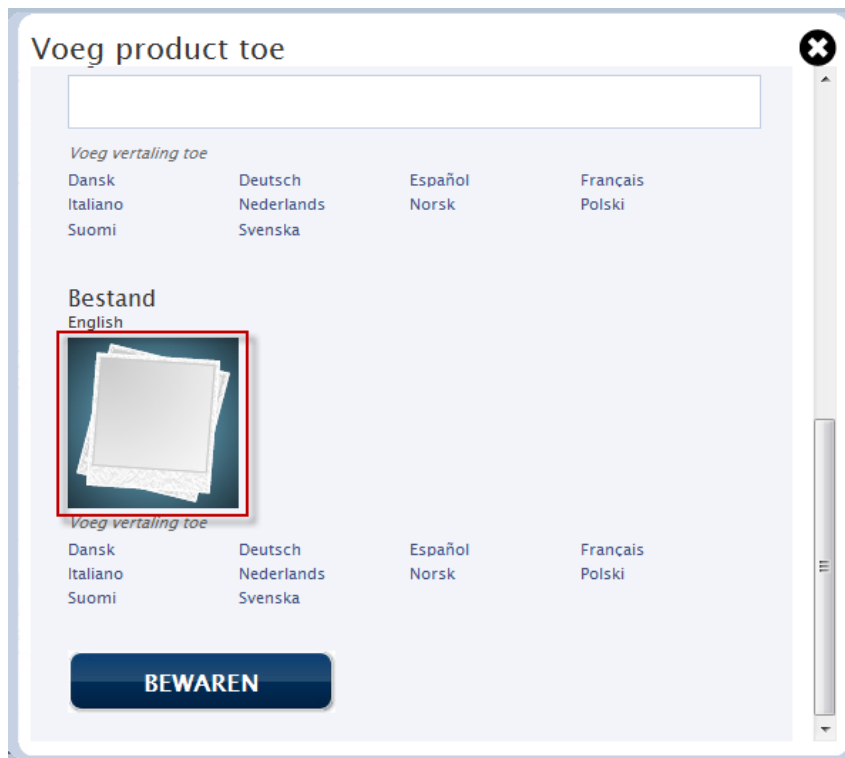 Voeg product toe
Voeg vertaling toe
Dansk Deutsch Español Français
Italiano Nederlands Norsk Polski
Suomi Svenska
Bestand
English
Voeg vertaling toe
Dansk Deutsch Español Français
Italiano Nederlands Norsk Polski
Suomi Svenska
BEWAREN